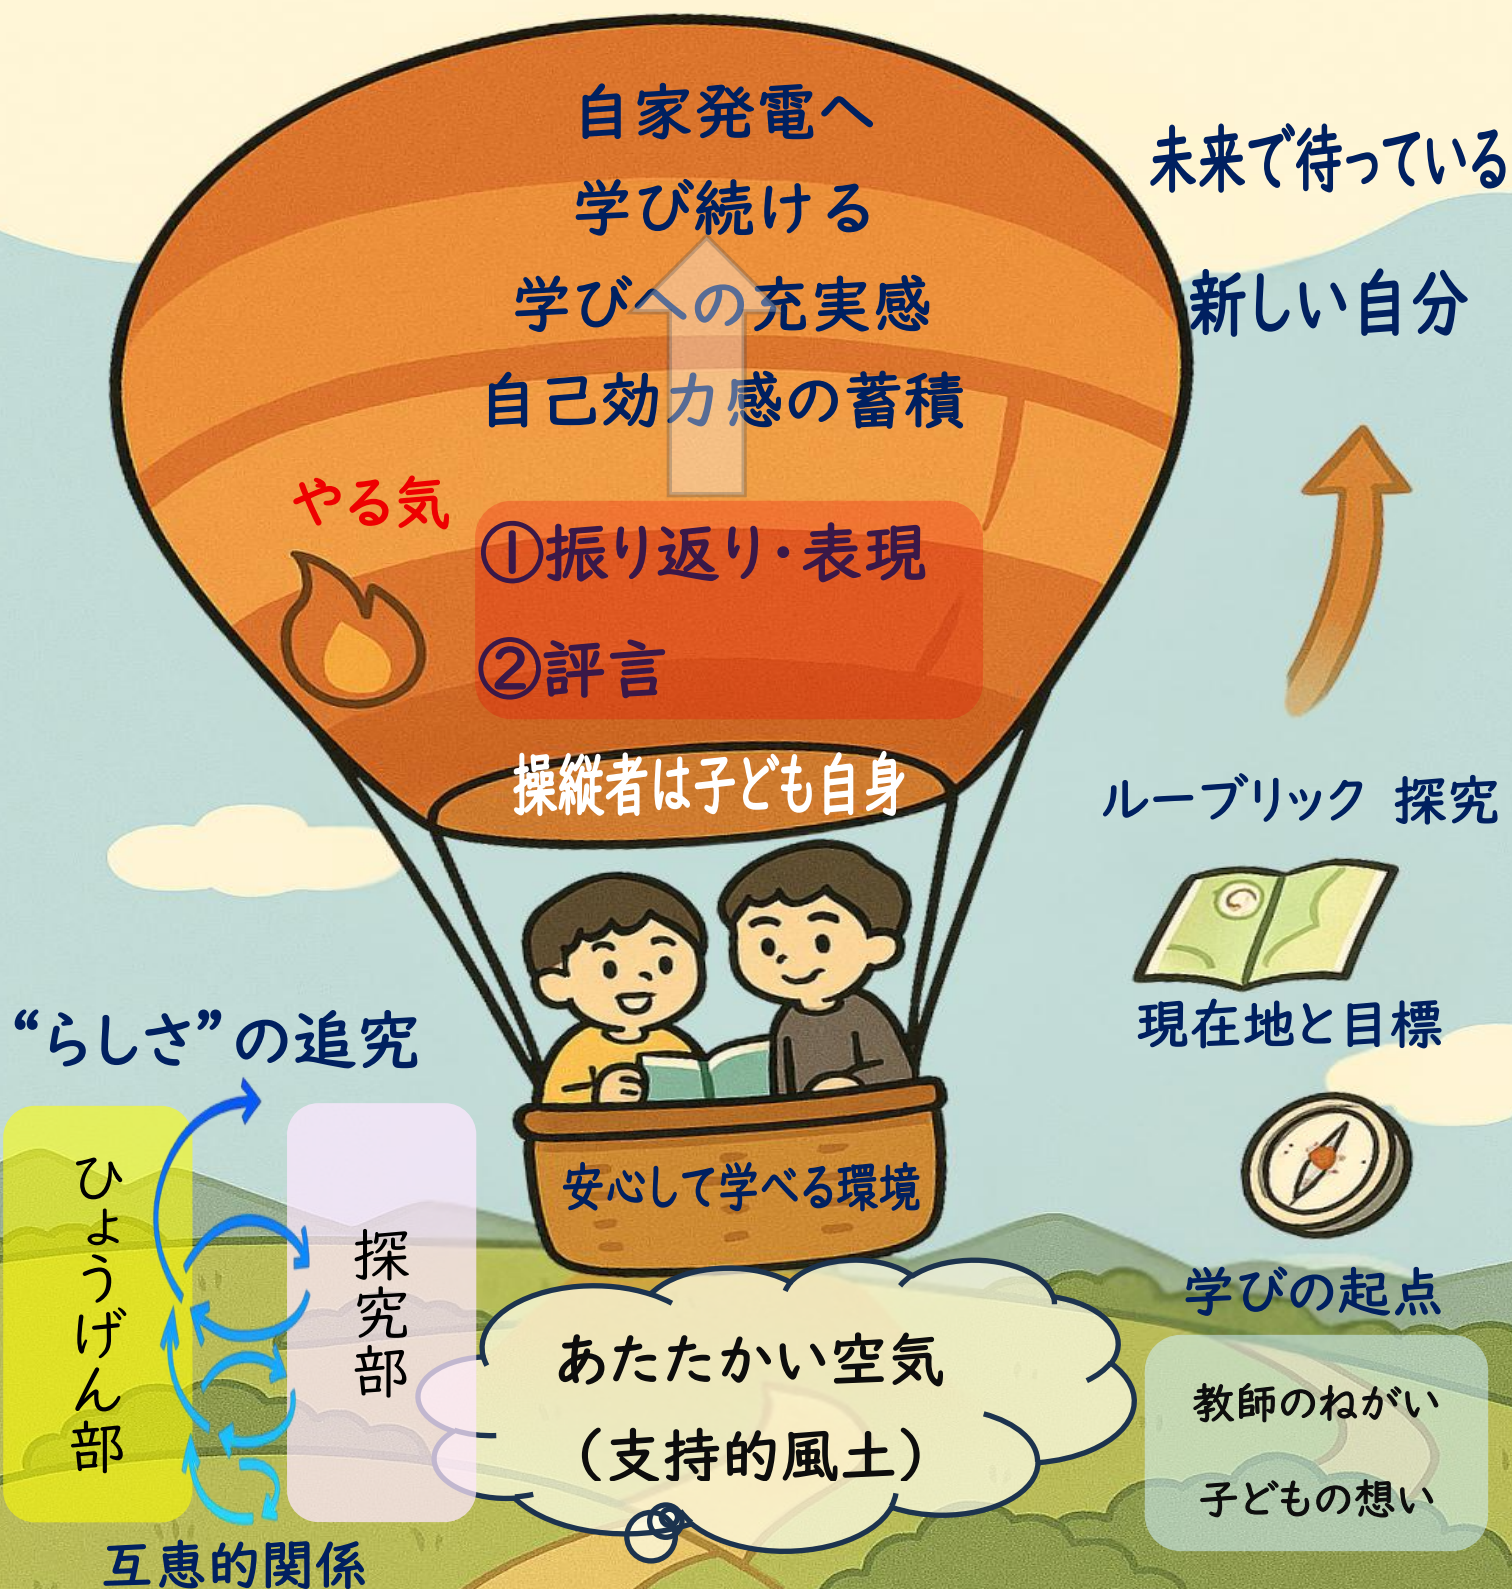 自家発電へ
学び続ける
学びへの充実感
自己効力感の蓄積
やる気
①振り返り・表現
②評言
操縦者は子ども自身
安心して学べる環境
あたたかい空気
（支持的風土）
未来で待っている
新しい自分
ルーブリック 探究
現在地と目標
学びの起点
教師のねがい
子どもの想い
“らしさ”の追究
ひょうげん部
探究部
互恵的関係